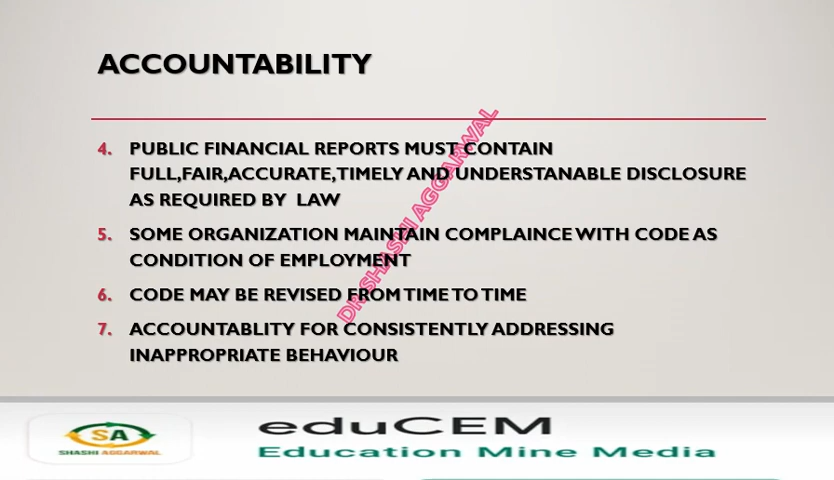 ACCOUNTABILITY
4. PUBLIC FINANCIAL REPORTS MUST CONTAIN
FULL,FAIR,ACCURATE,TIMELY AND UNDERSTANABLE DISCLOSURE
AS REQUIRED BY LAW
5. SOME ORGANIZATION MAINTAIN COMPLAINCE WITH CODE AS
CONDITION OF EMPLOYMENT
6. CODE MAY BE REVISED FROM TIME TO TIME
7. ACCOUNTABLITY FOR CONSISTENTLY ADDRESSING
INAPPROPRIATE BEHAVIOUR
DR SHASHI AGGARWAL
SA
SHASHI AGGARWAL
eduCEM
Education Mine Media